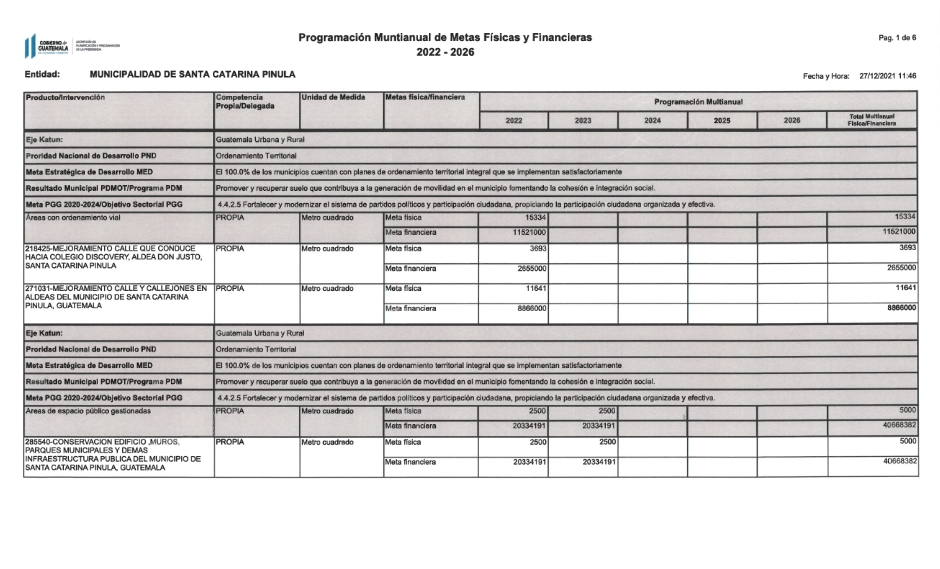 GOBIERNO de
GUATEMALA
SECRETARÍA DE
PLANIFICACIÓN Y PROGRAMACIÓN
DE LA PRESIDENCIA
Programación Muntianual de Metas Físicas y Financieras
2022 - 2026
Pag. 1 de 6
Entidad: MUNICIPALIDAD DE SANTA CATARINA PINULA
Fecha y Hora: 27/12/2021 11:46
Producto/Intervención Competencia Propia/Delegada Unidad de Medida Metas física/financiera Programación Multianual
2022 2023 2024 2025 2026 Total Multianual Física/Financiera
Eje Katun: Guatemala Urbana y Rural
Proridad Nacional de Desarrollo PND Ordenamiento Territorial
Meta Estratégica de Desarrollo MED El 100.0% de los municipios cuentan con planes de ordenamiento territorial integral que se implementan satisfactoriamente
Resultado Municipal PDMOT/Programa PDM Promover y recuperar suelo que contribuya a la generación de movilidad en el municipio fomentando la cohesión e integración social.
Meta PGG 2020-2024/Objetivo Sectorial PGG 4.4.2.5 Fortalecer y modernizar el sistema de partidos políticos y participación ciudadana, propiciando la participación ciudadana organizada y efectiva.
Áreas con ordenamiento vial PROPIA Metro cuadrado Meta física 15334 15334
Meta financiera 11521000 11521000
218425-MEJORAMIENTO CALLE QUE CONDUCE PROPIA Metro cuadrado Meta física 3693 3693
HACIA COLEGIO DISCOVERY, ALDEA DON JUSTO,
SANTA CATARINA PINULA Meta financiera 2655000 2655000
271031-MEJORAMIENTO CALLE Y CALLEJONES EN PROPIA Metro cuadrado Meta física 11641 11641
ALDEAS DEL MUNICIPIO DE SANTA CATARINA
PINULA, GUATEMALA Meta financiera 8866000 8866000
Eje Katun: Guatemala Urbana y Rural
Proridad Nacional de Desarrollo PND Ordenamiento Territorial
Meta Estratégica de Desarrollo MED El 100.0% de los municipios cuentan con planes de ordenamiento territorial integral que se implementan satisfactoriamente
Resultado Municipal PDMOT/Programa PDM Promover y recuperar suelo que contribuya a la generación de movilidad en el municipio fomentando la cohesión e integración social.
Meta PGG 2020-2024/Objetivo Sectorial PGG 4.4.2.5 Fortalecer y modernizar el sistema de partidos políticos y participación ciudadana, propiciando la participación ciudadana organizada y efectiva.
Áreas de espacio público gestionadas PROPIA Metro cuadrado Meta física 2500 2500 5000
Meta financiera 20334191 20334191 40668382
285540-CONSERVACION EDIFICIO ,MUROS, PROPIA Metro cuadrado Meta física 2500 2500 5000
PARQUES MUNICIPALES Y DEMAS
INFRAESTRUCTURA PUBLICA DEL MUNICIPIO DE Meta financiera 20334191 20334191 40668382
SANTA CATARINA PINULA, GUATEMALA